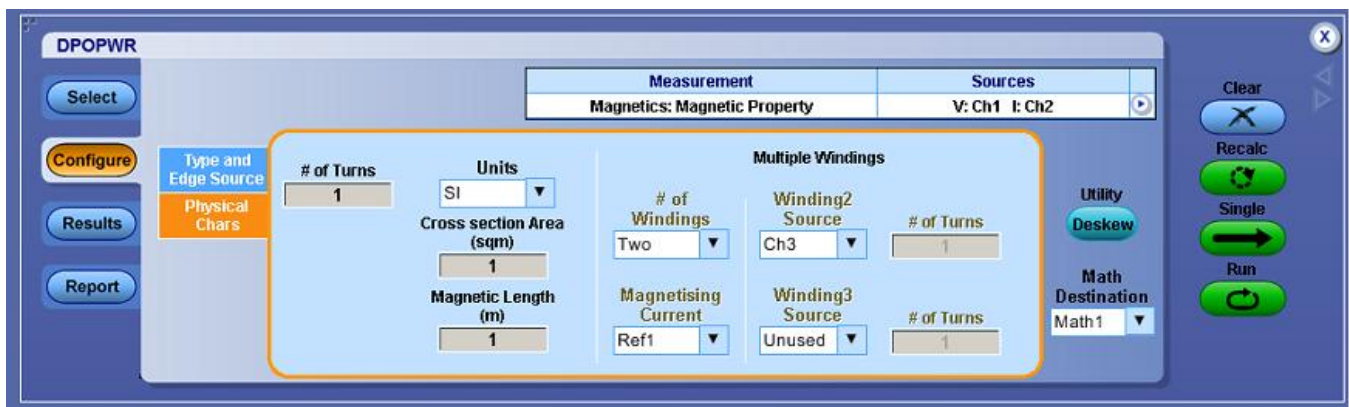 DPOPWR
Select
Configure
Results
Report
Measurement Sources
Magnetics: Magnetic Property V: Ch1 I: Ch2
Type and
Edge Source
Physical
Chars
# of Turns
1
Units
SI
Cross section Area
(sqm)
1
Magnetic Length
(m)
1
Multiple Windings
# of
Windings
Two
Winding2
Source
Ch3
# of Turns
1
Magnetising
Current
Ref1
Winding3
Source
Unused
# of Turns
1
Utility
Deskew
Math
Destination
Math1
X
Clear
Recalc
Single
Run